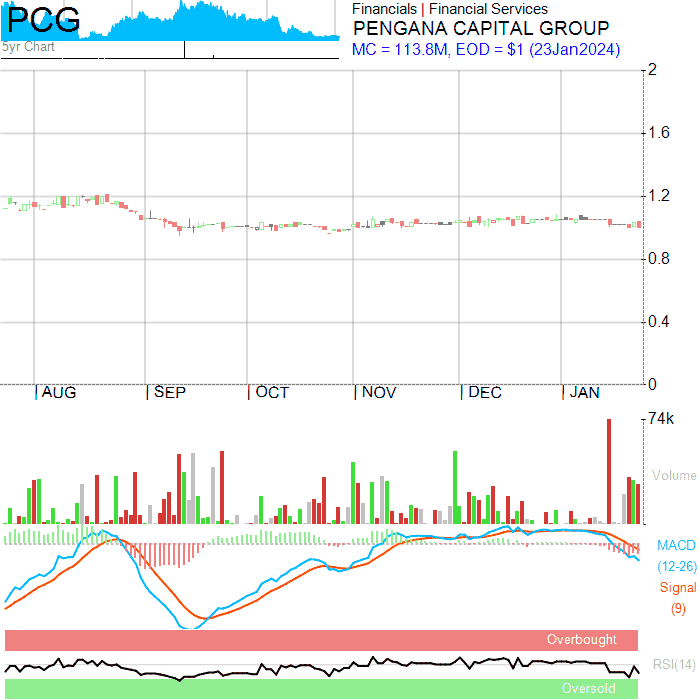 PCG
5yr Chart
Financials | Financial Services
PENGANA CAPITAL GROUP
MC = 113.8M, EOD = $1 (23Jan2024)
2
1.6
1.2
0.8
0.4
0
AUG SEP OCT NOV DEC JAN
74k
Volume
MACD
(12-26)
Signal
(9)
Overbought
RSI(14)
Oversold